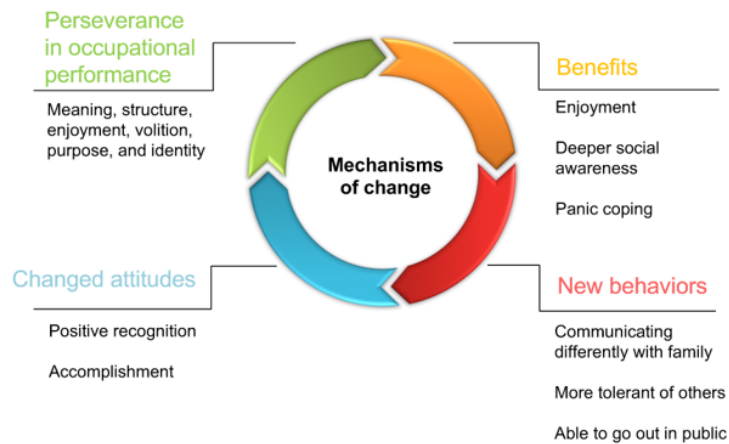 Perseverance
in occupational
performance
Meaning, structure,
enjoyment, volition,
purpose, and identity
Benefits
Enjoyment
Deeper social
awareness
Panic coping
Mechanisms
of change
Changed attitudes
Positive recognition
Accomplishment
New behaviors
Communicating
differently with family
More tolerant of others
Able to go out in public